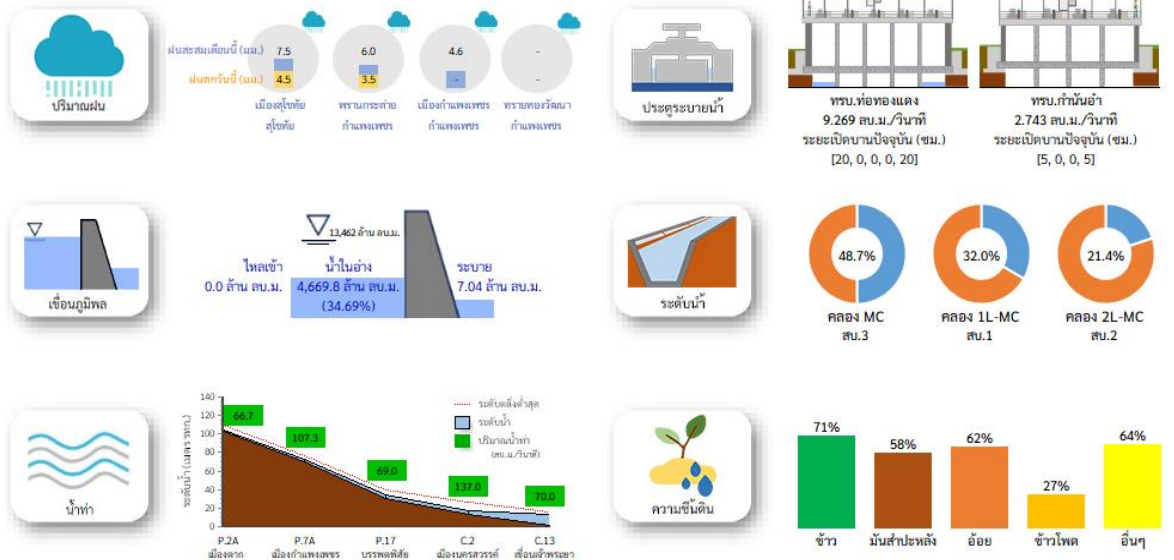 ปริมาณฝน
ฝนสะสมเดือนนี้ (มม.) 7.5 6.0 4.6 -
ฝนตกวันนี้ (มม.) 4.5 3.5 - -
เมืองสุโขทัย พรานกระต่าย เมืองกำแพงเพชร ทรายทองวัฒนา
สุโขทัย กำแพงเพชร กำแพงเพชร กำแพงเพชร
ประตูระบายน้ำ
ทรบ.ท่อทองแดง
9.269 ลบ.ม./วินาที
ระยะเปิดบานปัจจุบัน (ซม.)
[20, 0, 0, 0, 20]
ทรบ.กำนันอำ
2.743 ลบ.ม./วินาที
ระยะเปิดบานปัจจุบัน (ซม.)
[5, 0, 0, 5]
เขื่อนภูมิพล
13,462 ล้าน ลบ.ม.
ไหลเข้า
0.0 ล้าน ลบ.ม.
น้ำในอ่าง
4,669.8 ล้าน ลบ.ม.
(34.69%)
ระบาย
7.04 ล้าน ลบ.ม.
ระดับน้ำ
48.7% 32.0% 21.4%
คลอง MC คลอง 1L-MC คลอง 2L-MC
สบ.3 สบ.1 สบ.2
น้ำท่า
ระดับน้ำ (เมตร รทก.)
140
120
100
80
60
40
20
0
66.7
107.3
69.0
137.0
70.0
ระดับตลิ่งต่ำสุด
ระดับน้ำ
ปริมาณน้ำท่า
(ลบ.ม./วินาที)
P.2A P.7A P.17 C.2 C.13
เมืองตาก เมืองกำแพงเพชร บรรพตพิสัย เมืองนครสวรรค์ เขื่อนเจ้าพระยา
ความชื้นดิน
71% 58% 62% 27% 64%
ข้าว มันสำปะหลัง อ้อย ข้าวโพด อื่นๆ